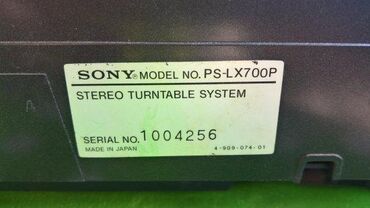 SONY® MODEL NO. PS-LX700P
STEREO TURNTABLE SYSTEM
SERIAL NO. 1004256
MADE IN JAPAN 4-909-074-01